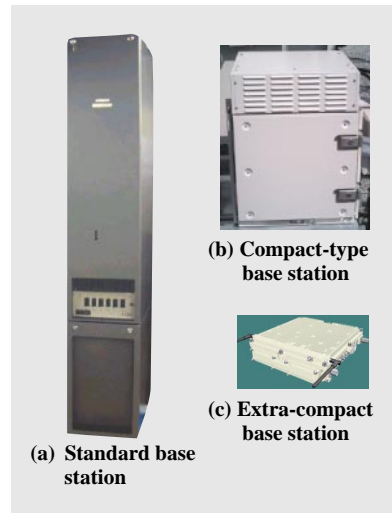 (b) Compact-type
base station
(c) Extra-compact
base station
(a) Standard base
station